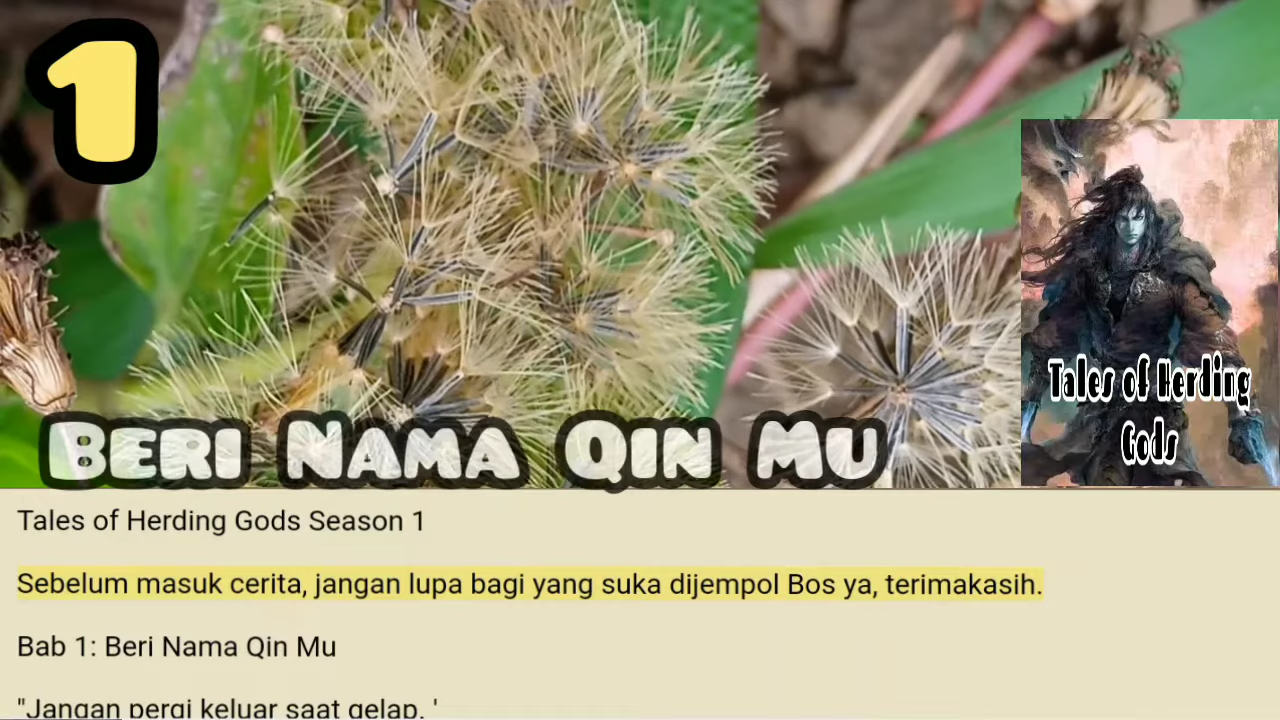 1
Beri Nama Qin Mu
Tales of Herding
Gods
Tales of Herding Gods Season 1
Sebelum masuk cerita, jangan lupa bagi yang suka dijempol Bos ya, terimakasih.
Bab 1: Beri Nama Qin Mu
"Jangan pergi keluar saat gelap. '